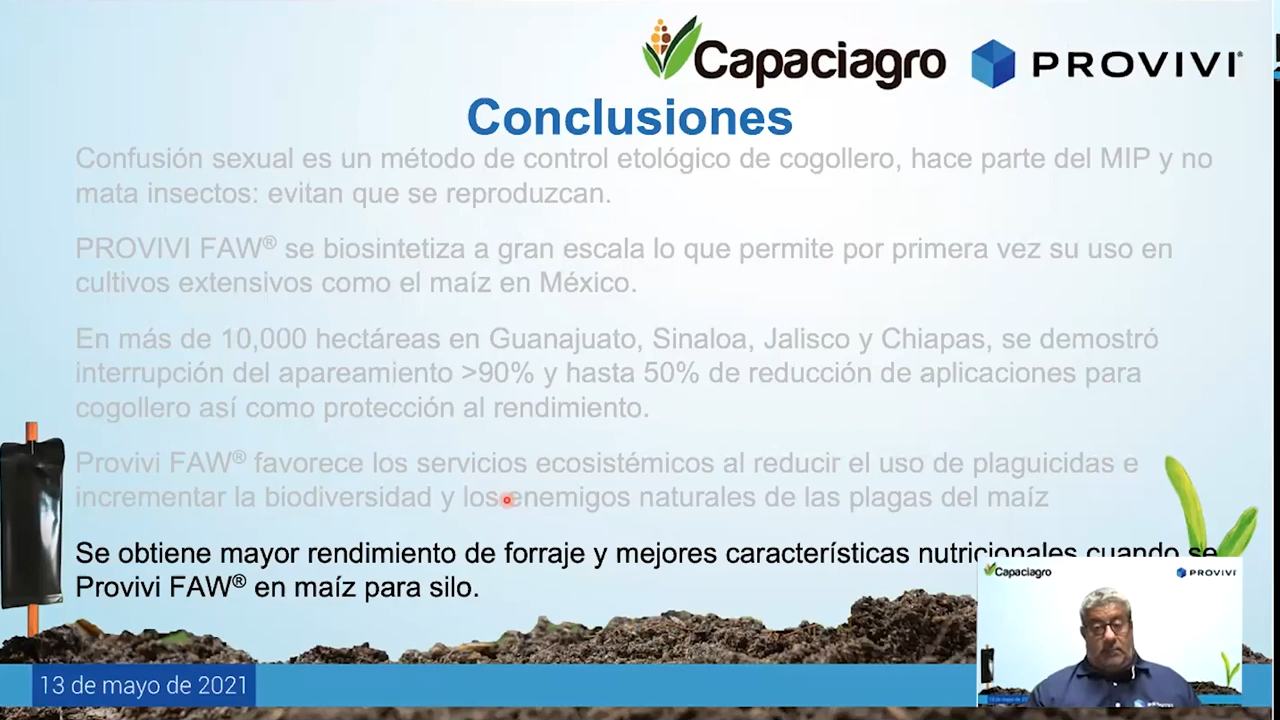 Capaciagro PROVIVI®
Conclusiones
Confusión sexual es un método de control etológico de cogollero, hace parte del MIP y no
mata insectos: evitan que se reproduzcan.
PROVIVI FAW® se biosintetiza a gran escala lo que permite por primera vez su uso en
cultivos extensivos como el maíz en México.
En más de 10,000 hectáreas en Guanajuato, Sinaloa, Jalisco y Chiapas, se demostró
interrupción del apareamiento >90% y hasta 50% de reducción de aplicaciones para
cogollero así como protección al rendimiento.
Provivi FAW® favorece los servicios ecosistémicos al reducir el uso de plaguicidas e
incrementar la biodiversidad y los enemigos naturales de las plagas del maíz
Se obtiene mayor rendimiento de forraje y mejores características nutricionales cuando se
Provivi FAW® en maíz para silo.
Capaciagro PROVIVI
13 de mayo de 2021